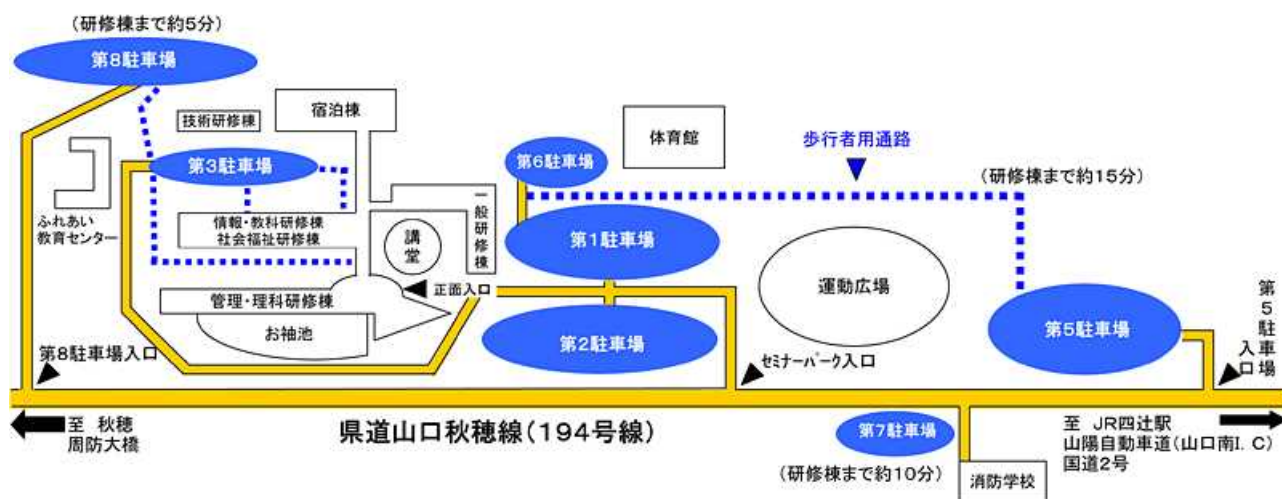 (研修棟まで約5分)
第8駐車場
宿泊棟
技術研修棟
体育館
第6駐車場
歩行者用通路
第3駐車場
(研修棟まで約15分)
ふれあい
教育センター
情報・教科研修棟
社会福祉研修棟
講堂
一般研修棟
第1駐車場
正面入口
管理・理科研修棟
運動広場
お袖池
第2駐車場
第5駐車場
第5駐車場
入口
第8駐車場入口
セミナーパーク入口
至 秋穂
周防大橋
県道山口秋穂線(194号線)
第7駐車場
(研修棟まで約10分)
消防学校
至 JR四辻駅
山陽自動車道(山口南I.C)
国道2号